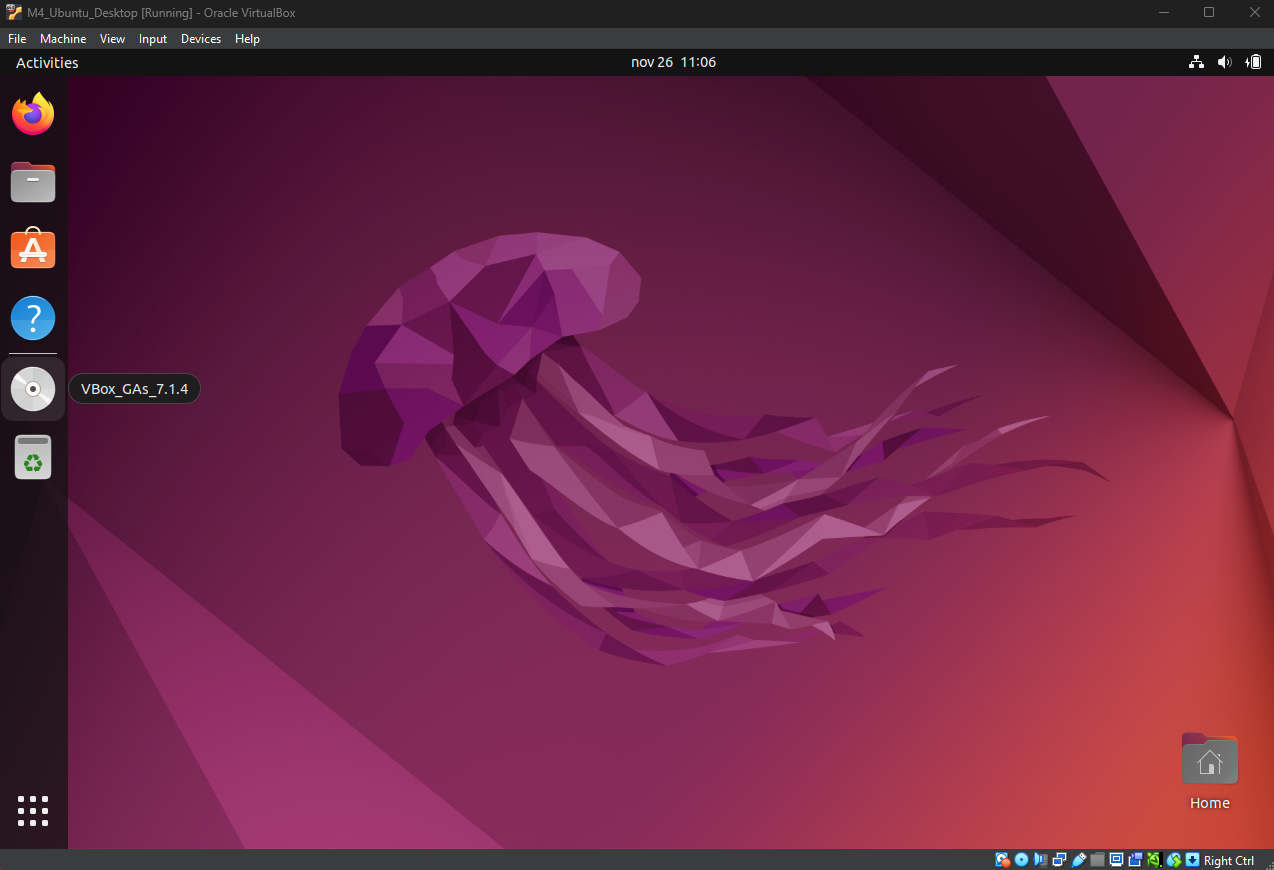 M4_Ubuntu_Desktop [Running] - Oracle VirtualBox
File Machine View Input Devices Help
Activities
nov 26 11:06
VBox_GAs_7.1.4
Home
Right Ctrl